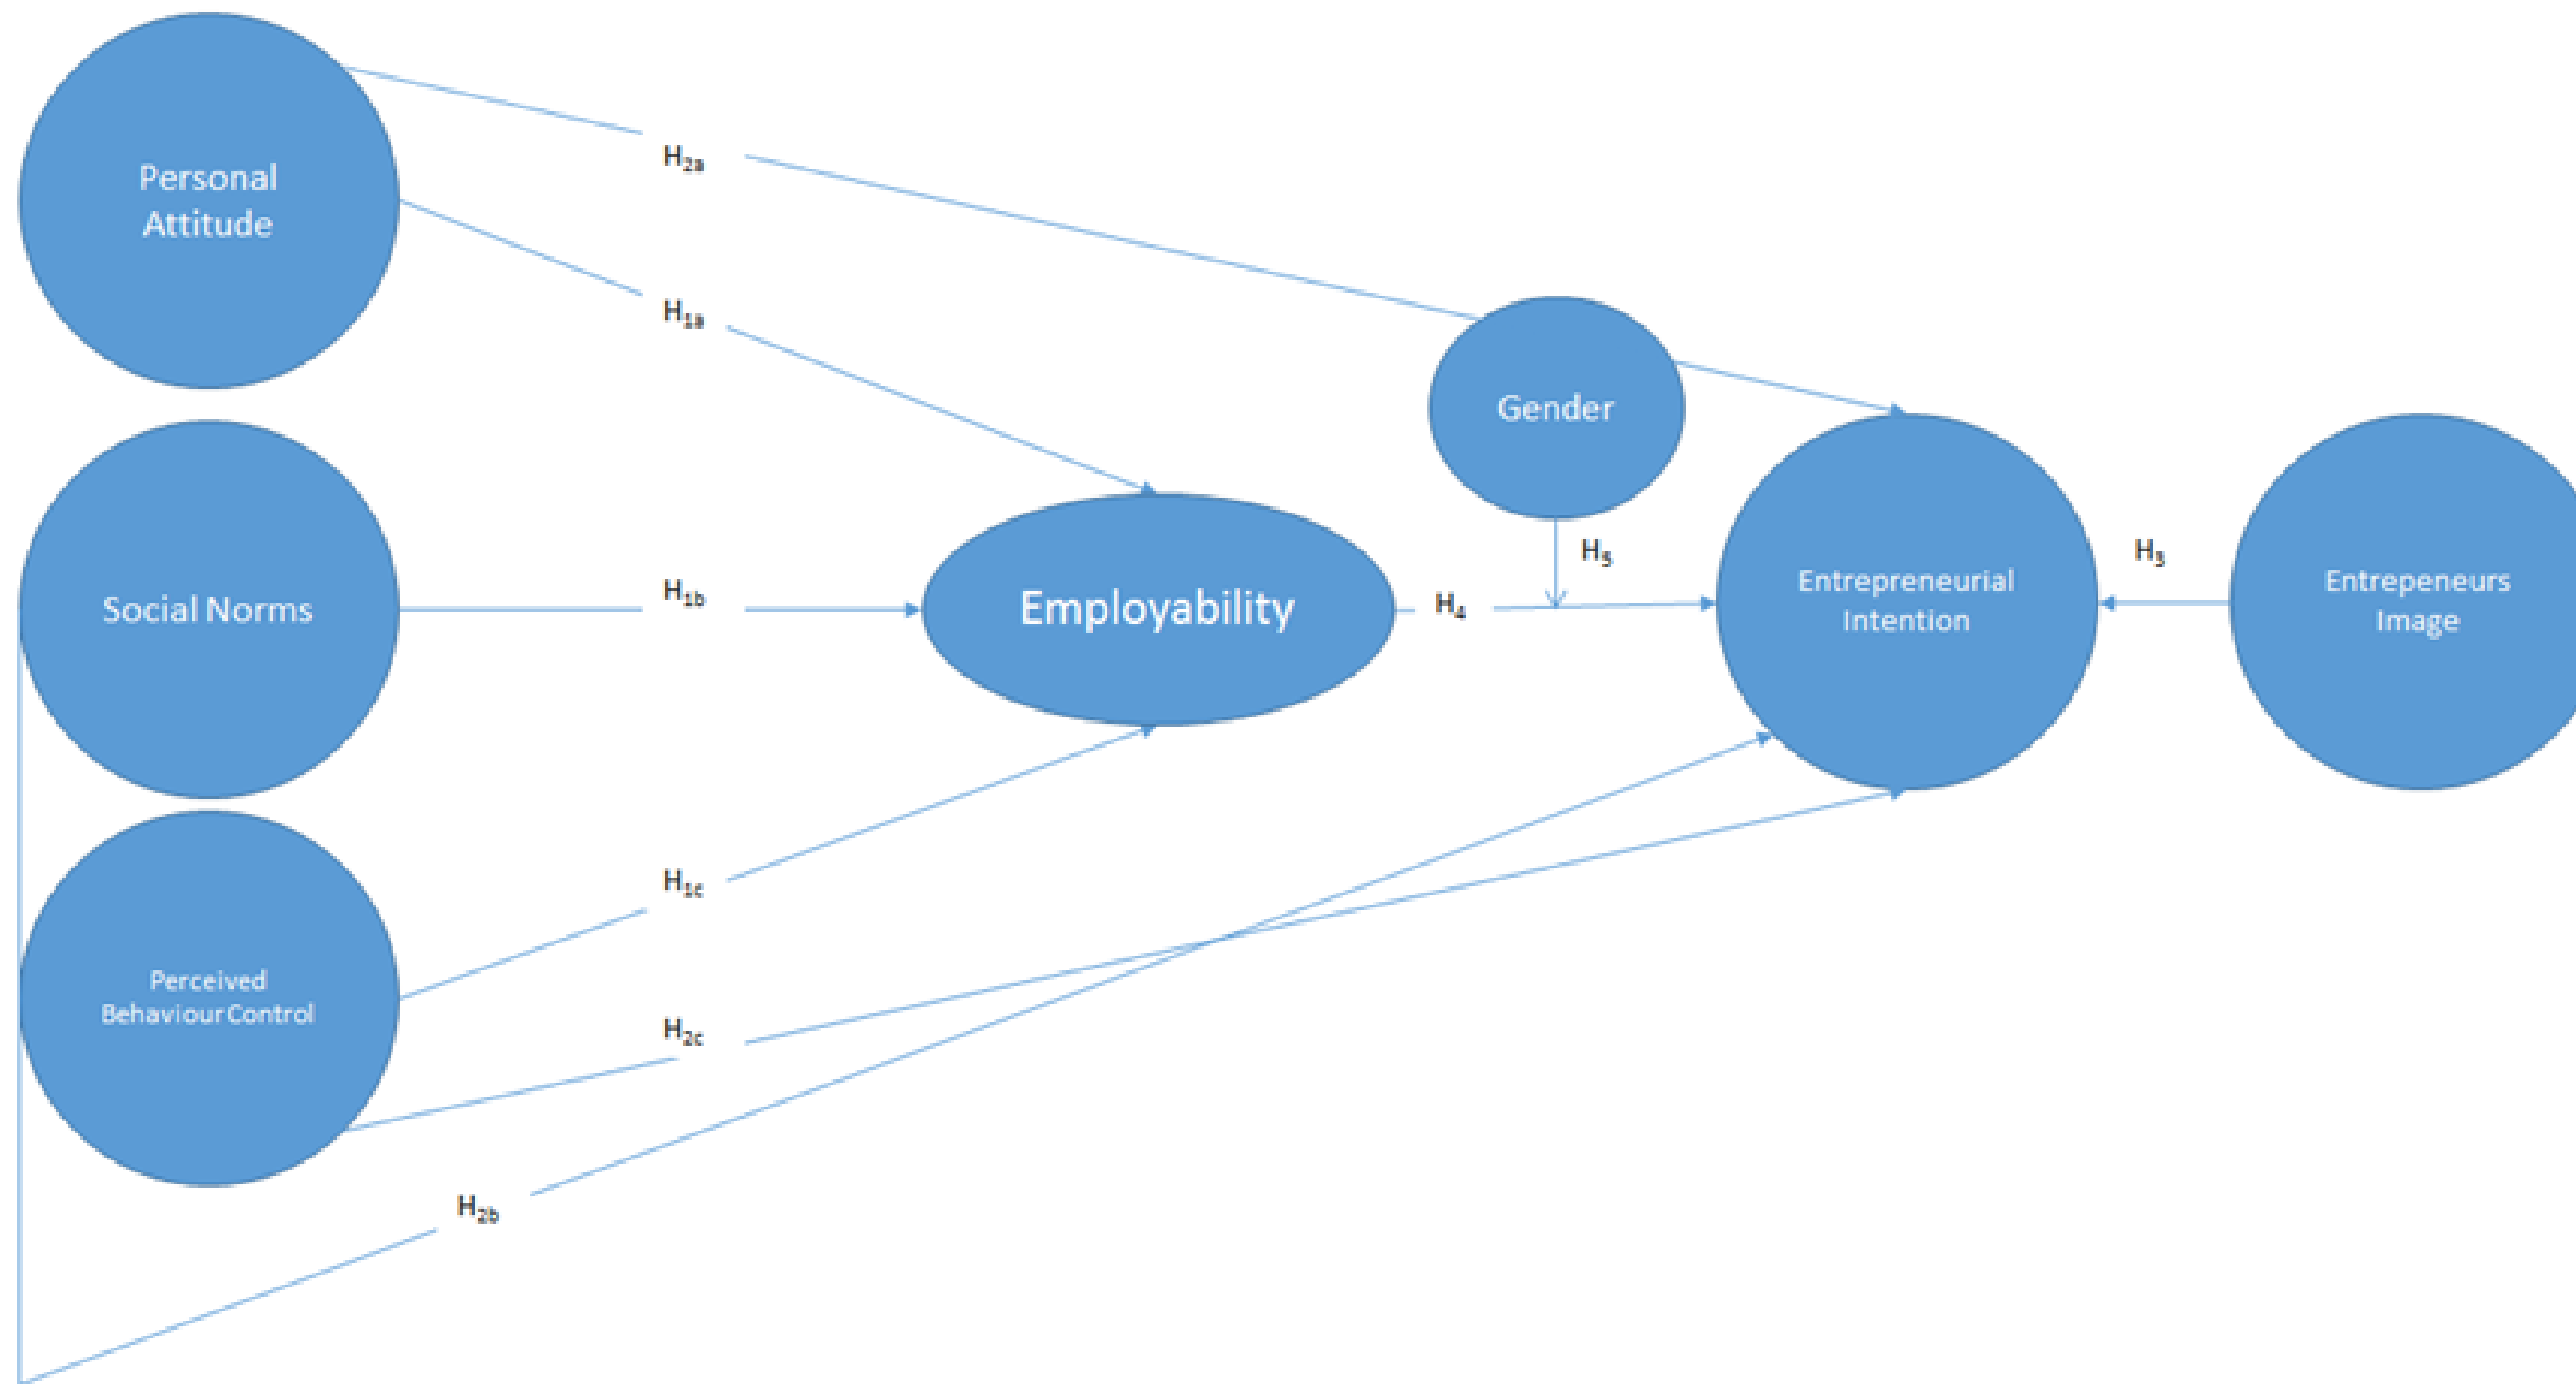 Personal
Attitude
H2a
H1a
Gender
Social Norms
H1b
Employability
H4
H5
Entrepreneurial
Intention
H3
Entrepeneurs
Image
Perceived
Behaviour Control
H1c
H2c
H2b